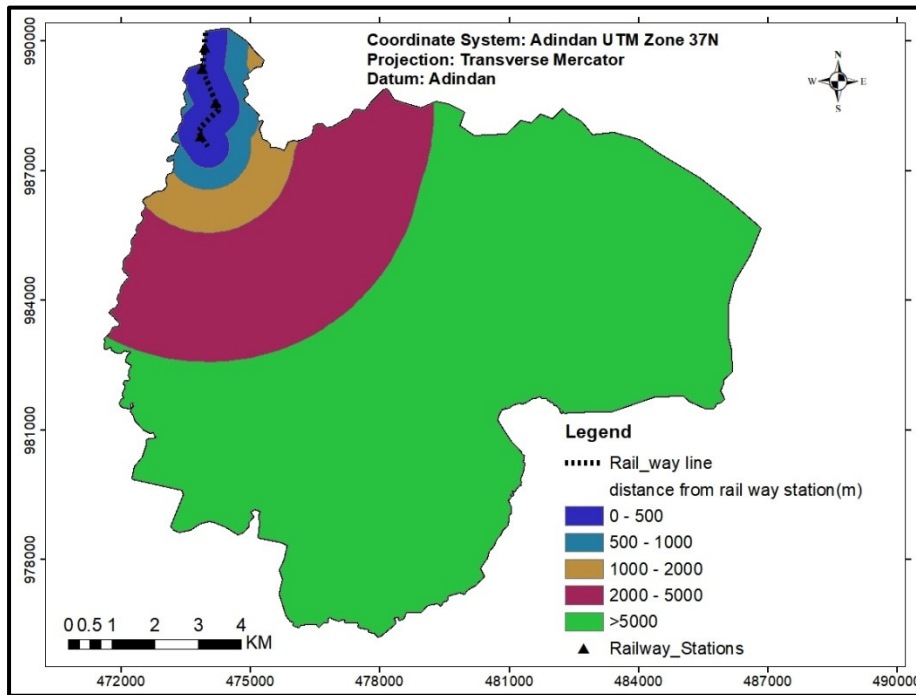 Coordinate System: Adindan UTM Zone 37N
Projection: Transverse Mercator
Datum: Adindan
N
W E
S
990000
987000
984000
981000
978000
Legend
Rail_way line
distance from rail way station(m)
0 - 500
500 - 1000
1000 - 2000
2000 - 5000
>5000
Railway_Stations
0 0.5 1 2 3 4
KM
472000 475000 478000 481000 484000 487000 490000